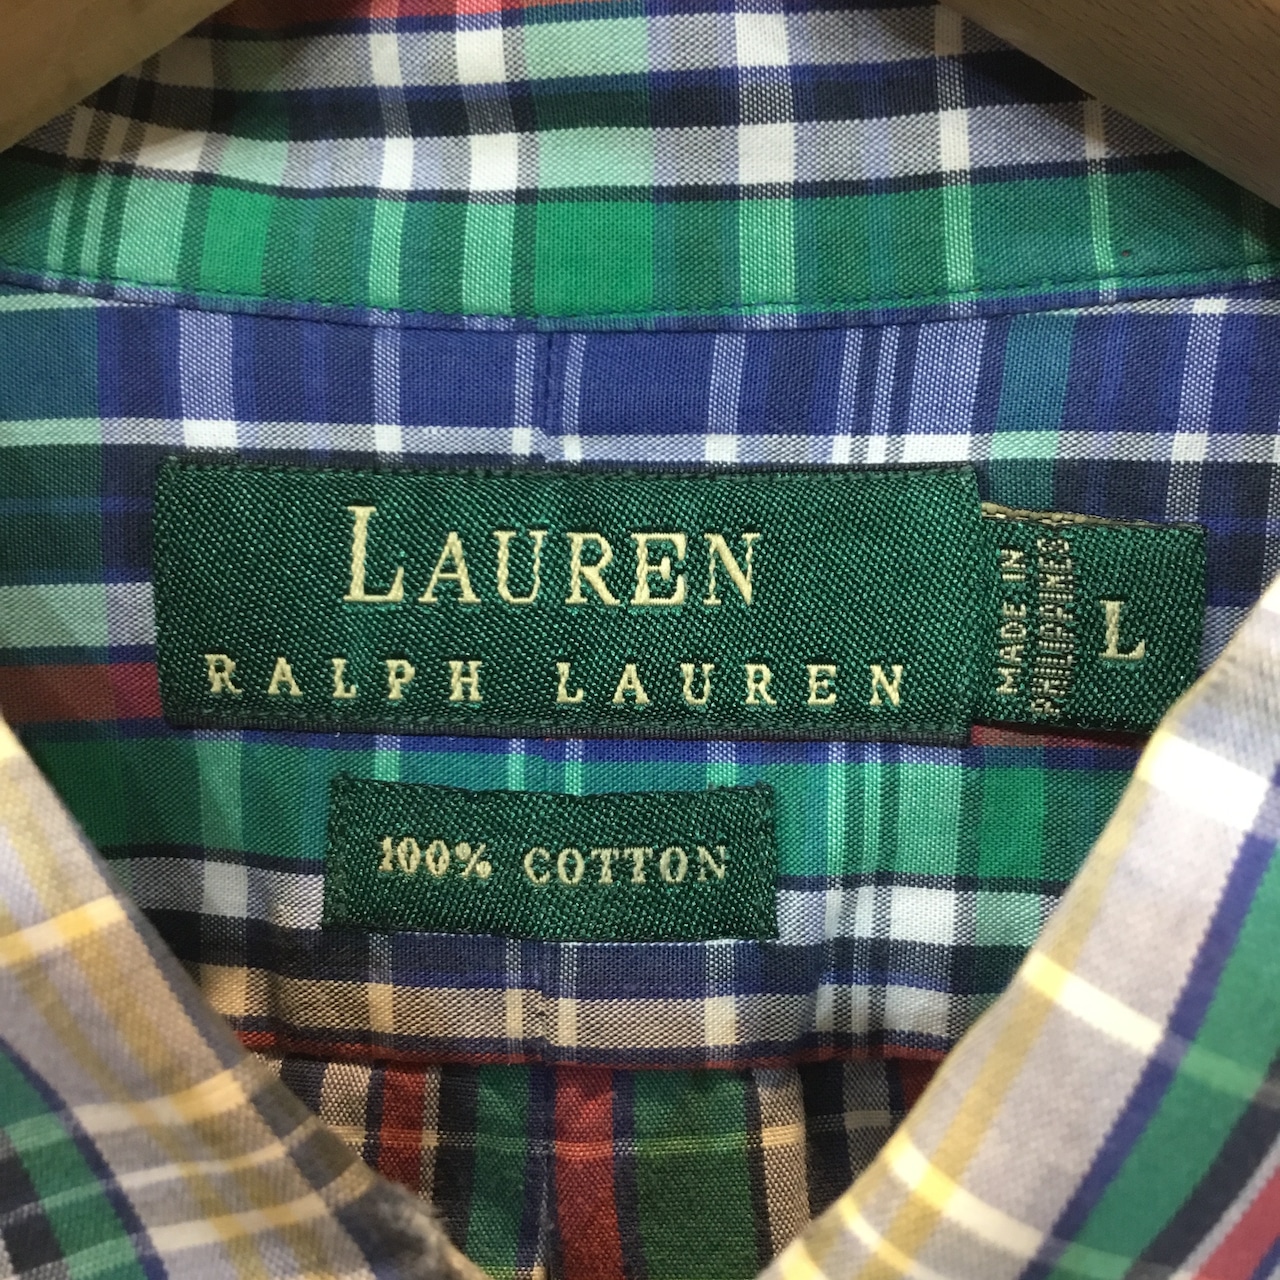 LAUREN
RALPH LAUREN
MADE IN
PHILIPPINES
L
100% COTTON